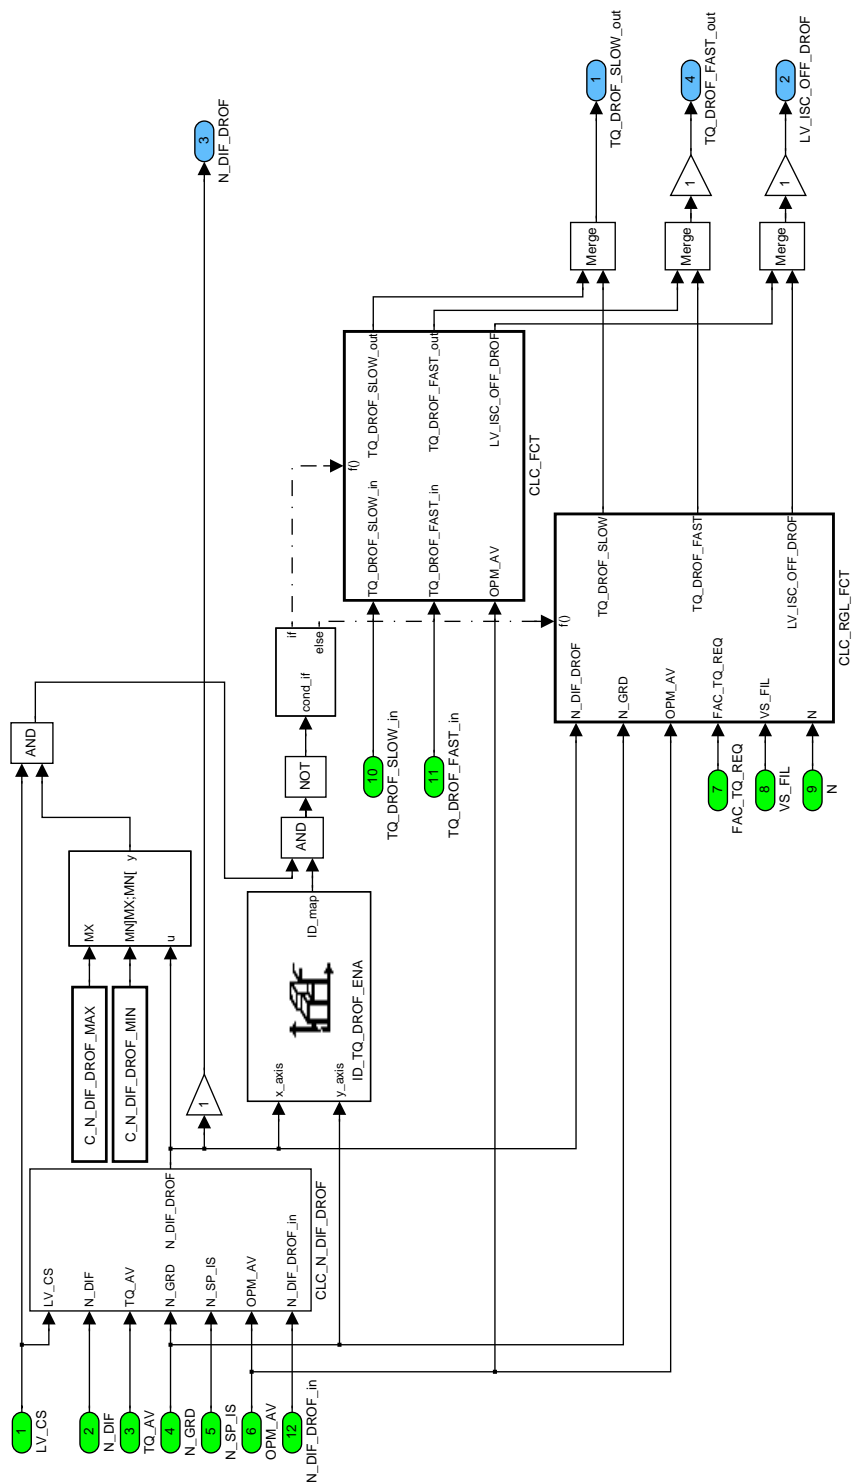 1
LV_CS
2
N_DIF
3
TQ_AV
4
N_GRD
5
N_SP_IS
6
OPM_AV
12
N_DIF_DROF_in
LV_CS
N_DIF
TQ_AV
N_GRD
N_SP_IS
OPM_AV
N_DIF_DROF_in
N_DIF_DROF
CLC_N_DIF_DROF
C_N_DIF_DROF_MAX
C_N_DIF_DROF_MIN
1
MX
MN]MX;MN[
u
y
AND
x_axis
y_axis
ID_map
ID_TQ_DROF_ENA
AND
NOT
cond_if
if
else
10
TQ_DROF_SLOW_in
11
TQ_DROF_FAST_in
f()
TQ_DROF_SLOW_in
TQ_DROF_FAST_in
OPM_AV
TQ_DROF_SLOW_out
TQ_DROF_FAST_out
LV_ISC_OFF_DROF
CLC_FCT
7
FAC_TQ_REQ
8
VS_FIL
9
N
f()
N_DIF_DROF
N_GRD
OPM_AV
FAC_TQ_REQ
VS_FIL
N
TQ_DROF_SLOW
TQ_DROF_FAST
LV_ISC_OFF_DROF
CLC_RGL_FCT
Merge
Merge
Merge
1
1
3
N_DIF_DROF
1
TQ_DROF_SLOW_out
4
TQ_DROF_FAST_out
2
LV_ISC_OFF_DROF